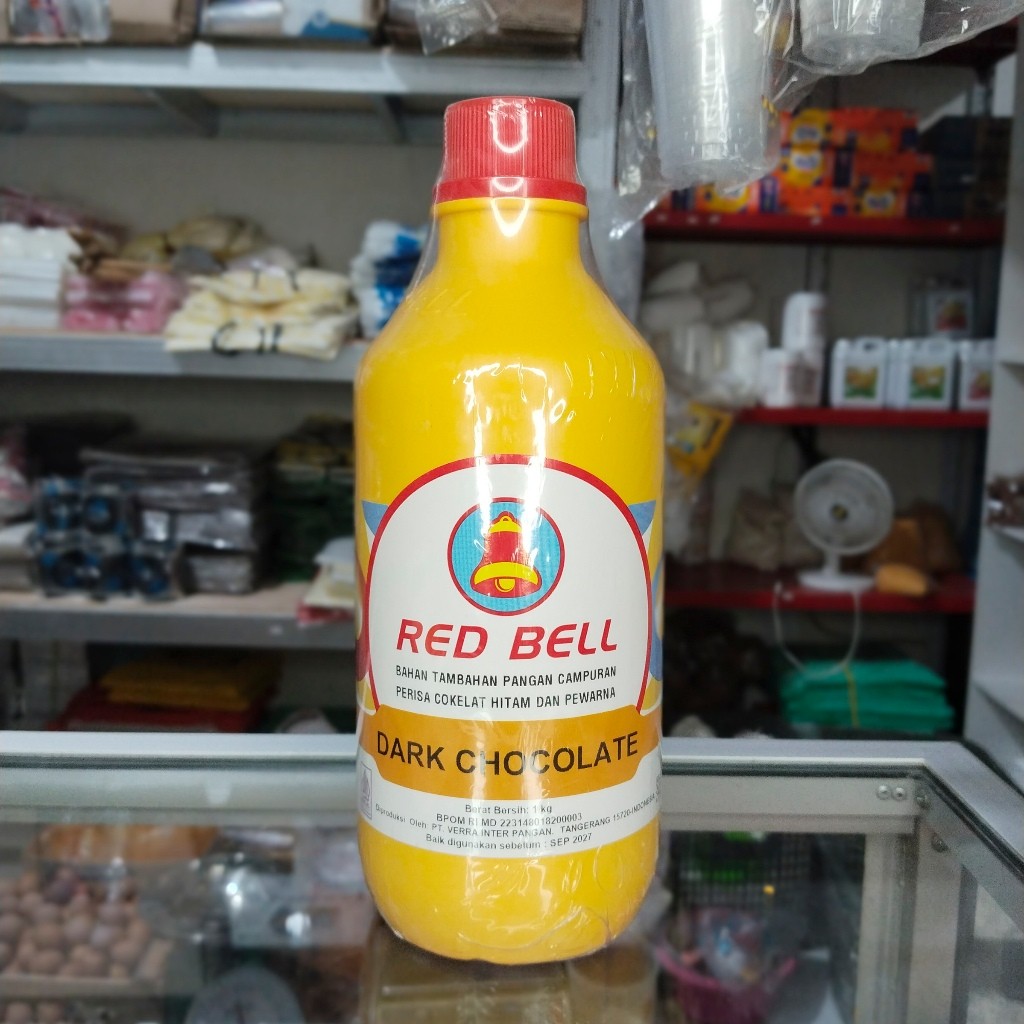 RED BELL
BAHAN TAMBAHAN PANGAN CAMPURAN
PERISA COKELAT HITAM DAN PEWARNA
DARK CHOCOLATE
Berat Bersih: 1 kg
BPOM RI MD 223148018200003
Diproduksi Oleh: PT. VERRA INTER PANGAN. TANGERANG 15720-INDONESIA
Baik digunakan sebelum : SEP 2027